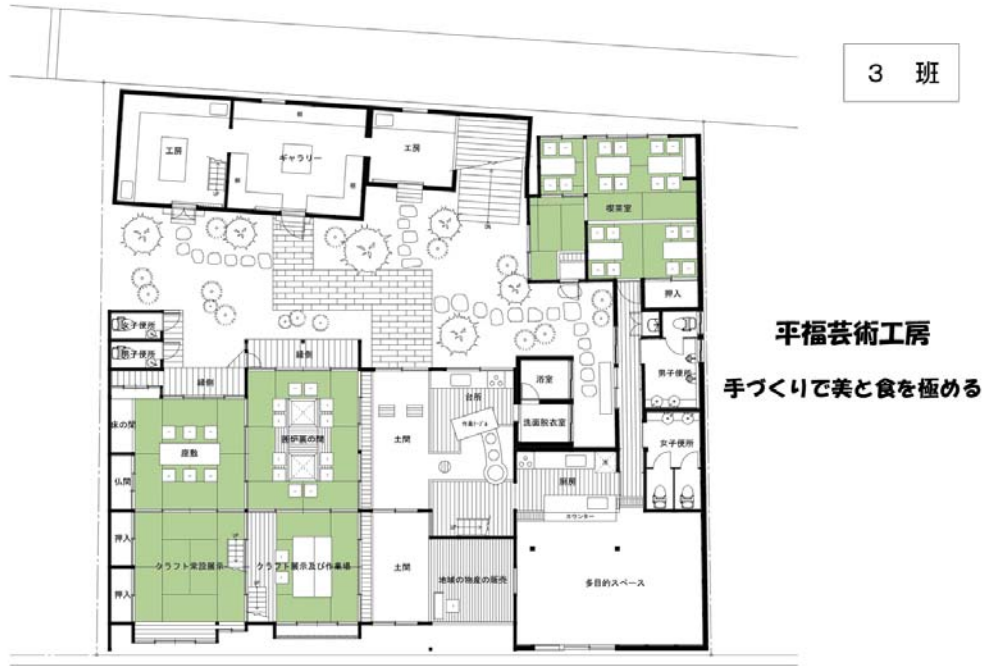 3 班
工房
ギャラリー
工房
喫茶室
押入
平福芸術工房
手づくりで美と食を極める
女子便所
男子便所
縁側
縁側
男子便所
女子便所
浴室
洗面脱衣室
台所
作業テーブル
土間
床の間
座敷
囲炉裏の間
仏間
厨房
カウンター
押入
押入
クラフト常設展示
クラフト展示及び作業場
土間
地域の物産の販売
多目的スペース